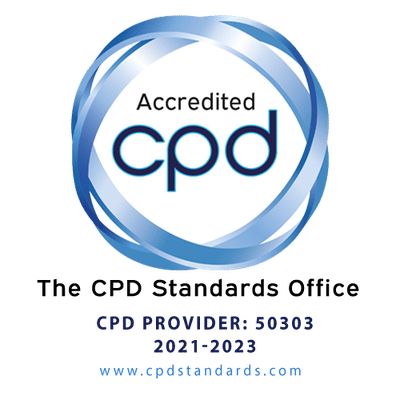 Accredited
cpd
The CPD Standards Office
CPD PROVIDER: 50303
2021-2023
www.cpdstandards.com